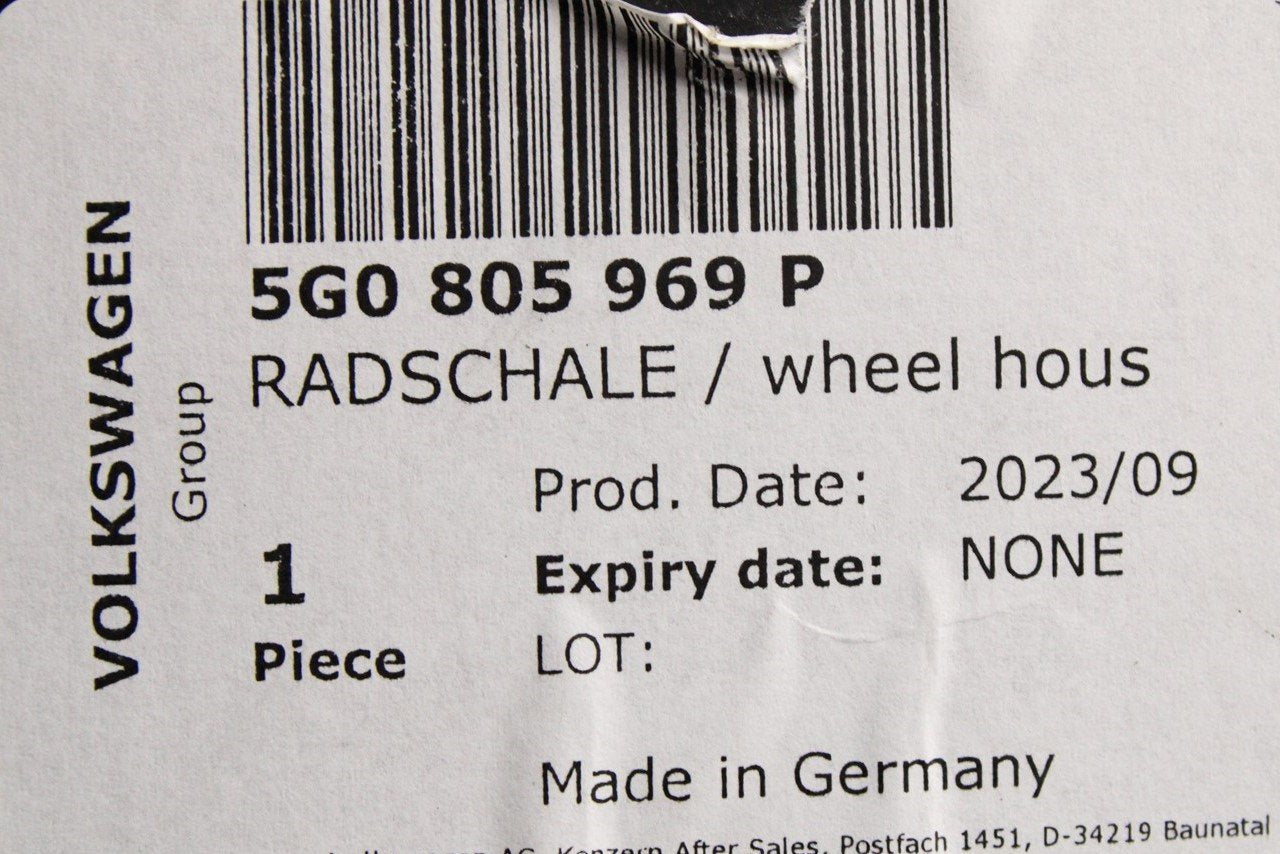 VOLKSWAGEN
Group
5G0 805 969 P
RADSCHALE / wheel hous
Prod. Date: 2023/09
1
Expiry date: NONE
Piece
LOT:
Made in Germany
AG, Konzern After Sales, Postfach 1451, D-34219 Baunatal